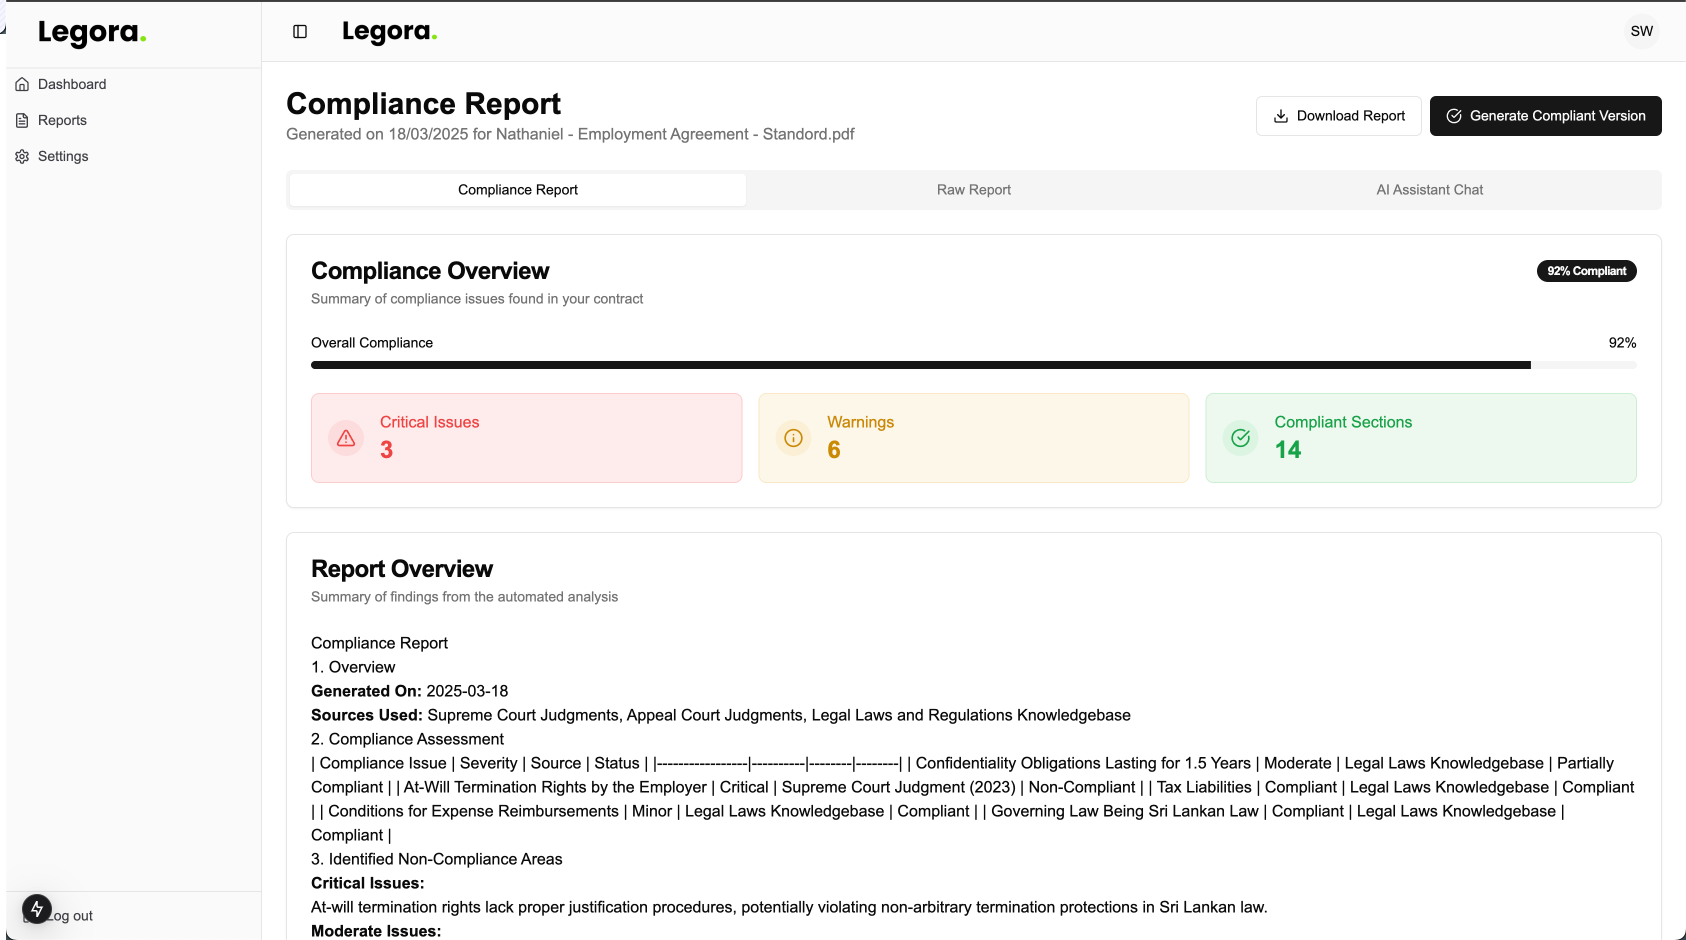 Legora.
Dashboard
Reports
Settings
Log out
Legora.
SW
Compliance Report
Generated on 18/03/2025 for Nathaniel - Employment Agreement - Standord.pdf
Download Report
Generate Compliant Version
Compliance Report
Raw Report
AI Assistant Chat
Compliance Overview
92% Compliant
Summary of compliance issues found in your contract
Overall Compliance
92%
Critical Issues
3
Warnings
6
Compliant Sections
14
Report Overview
Summary of findings from the automated analysis
Compliance Report
1. Overview
Generated On: 2025-03-18
Sources Used: Supreme Court Judgments, Appeal Court Judgments, Legal Laws and Regulations Knowledgebase
2. Compliance Assessment
| Compliance Issue | Severity | Source | Status | |-----------------|----------|--------|--------| | Confidentiality Obligations Lasting for 1.5 Years | Moderate | Legal Laws Knowledgebase | Partially
Compliant | | At-Will Termination Rights by the Employer | Critical | Supreme Court Judgment (2023) | Non-Compliant | | Tax Liabilities | Compliant | Legal Laws Knowledgebase | Compliant
| | Conditions for Expense Reimbursements | Minor | Legal Laws Knowledgebase | Compliant | | Governing Law Being Sri Lankan Law | Compliant | Legal Laws Knowledgebase |
Compliant |
3. Identified Non-Compliance Areas
Critical Issues:
At-will termination rights lack proper justification procedures, potentially violating non-arbitrary termination protections in Sri Lankan law.
Moderate Issues: